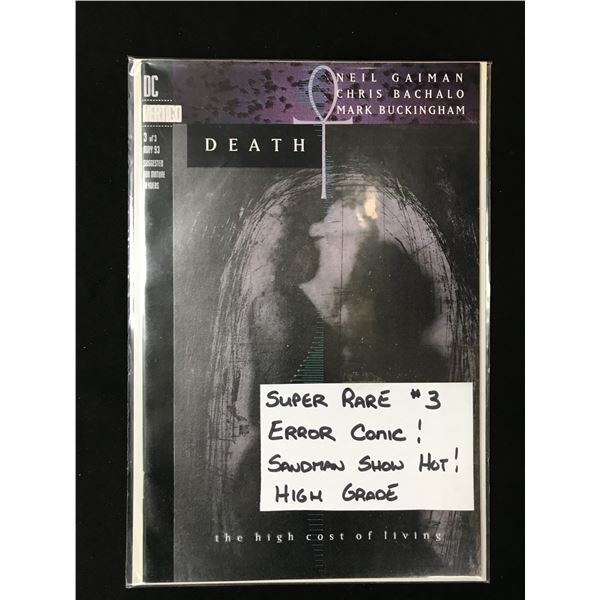 DC
VERTIGO
3 of 3
MAY 93
SUGGESTED
FOR MATURE
READERS
NEIL GAIMAN
CHRIS BACHALO
MARK BUCKINGHAM
DEATH
SUPER RARE #3
ERROR COMIC!
SANDMAN SHOW HOT!
HIGH GRADE
the high cost of living